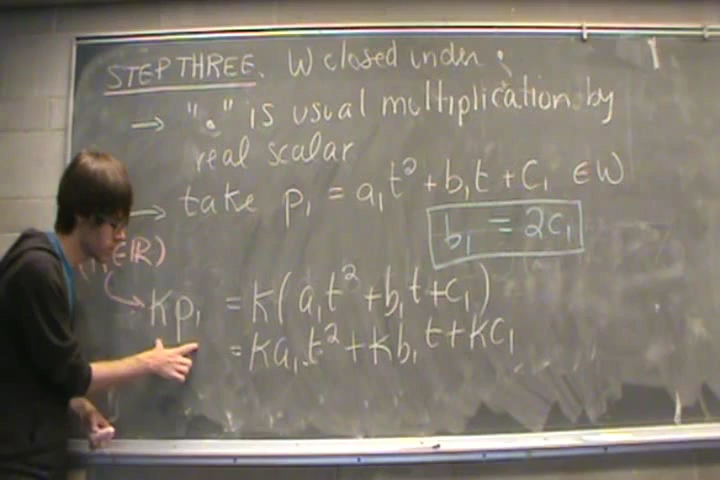 STEP THREE. W closed under •
→ "•" is usual multiplication by
real scalar
→ take p₁ = a₁t² + b₁t + c₁ ∈ W
b₁ = 2c₁
∈ ℝ)
kp₁ = k(a₁t² + b₁t + c₁)
= ka₁t² + kb₁t + kc₁